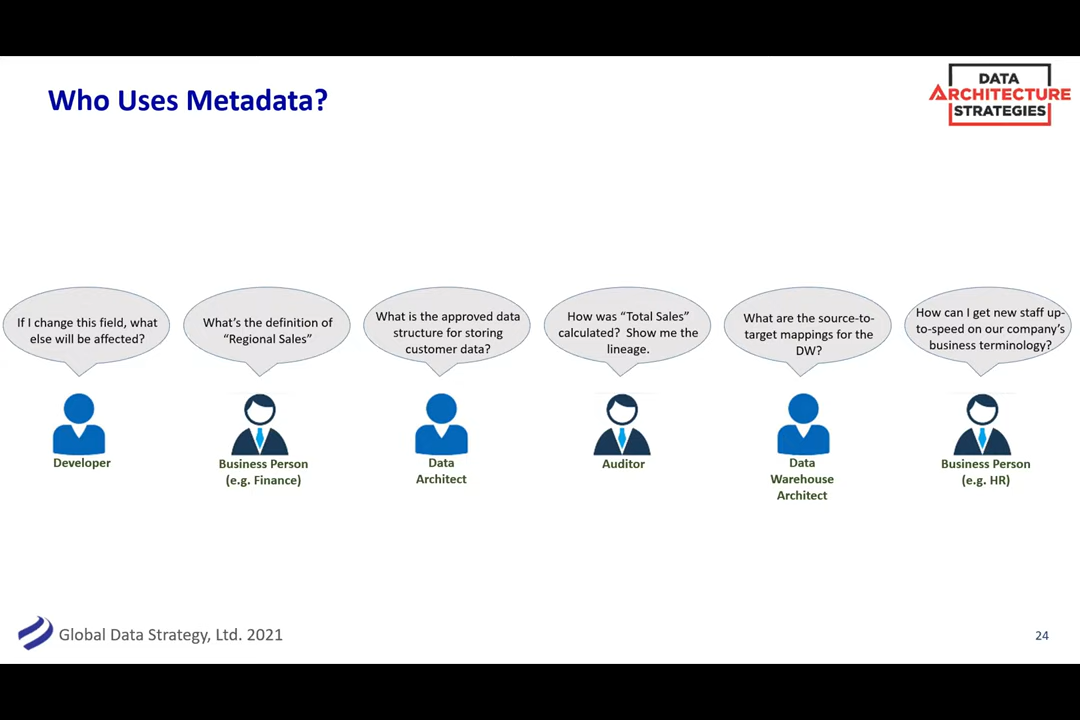 Who Uses Metadata?
DATA
ARCHITECTURE
STRATEGIES
If I change this field, what
else will be affected?
What's the definition of
“Regional Sales”
What is the approved data
structure for storing
customer data?
How was “Total Sales”
calculated? Show me the
lineage.
What are the source-to-
target mappings for the
DW?
How can I get new staff up-
to-speed on our company's
business terminology?
Developer
Business Person
(e.g. Finance)
Data
Architect
Auditor
Data
Warehouse
Architect
Business Person
(e.g. HR)
Global Data Strategy, Ltd. 2021
24